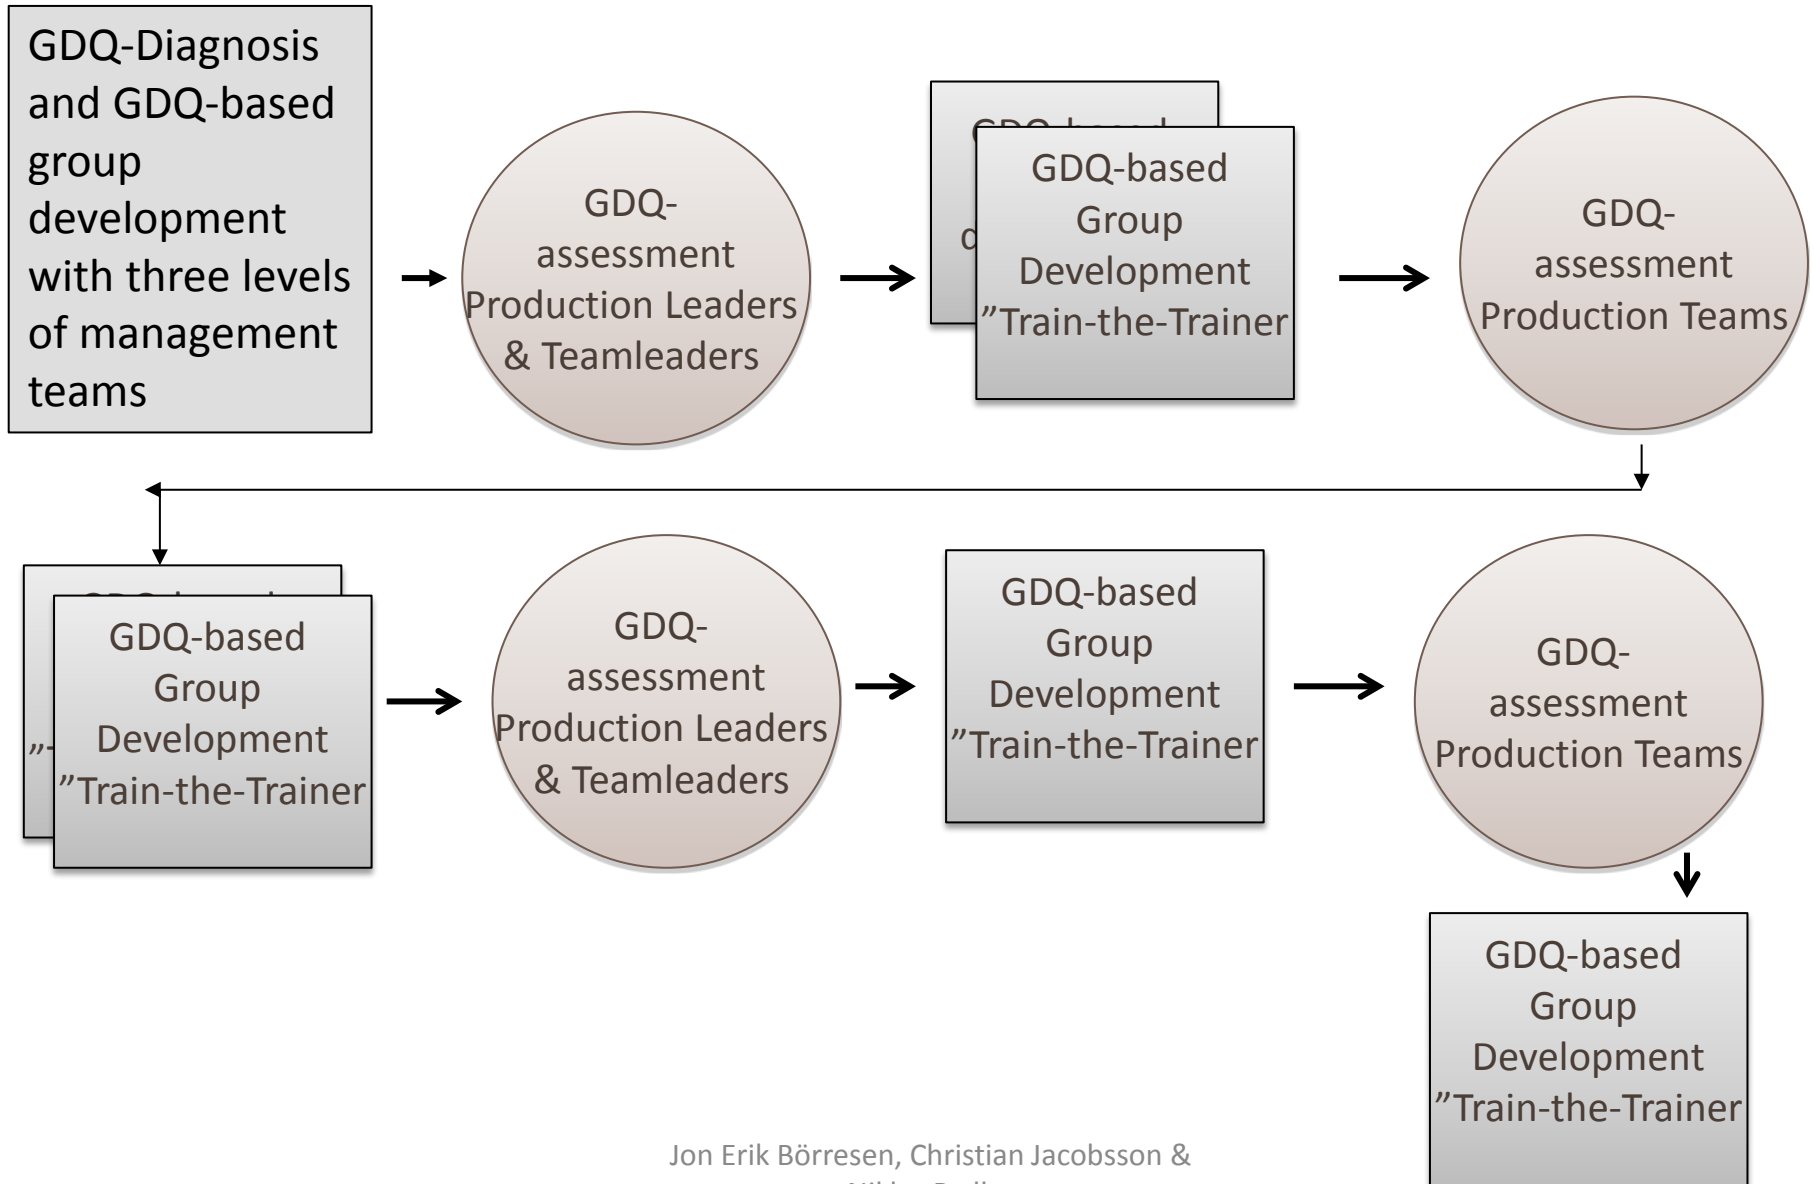 GDQ-Diagnosis
and GDQ-based
group
development
with three levels
of management
teams
GDQ-
assessment
Production Leaders
& Teamleaders
GDQ-based
Group
Development
”Train-the-Trainer
GDQ-
assessment
Production Teams
GDQ-based
Group
Development
”Train-the-Trainer
GDQ-
assessment
Production Leaders
& Teamleaders
GDQ-based
Group
Development
”Train-the-Trainer
GDQ-
assessment
Production Teams
GDQ-based
Group
Development
”Train-the-Trainer
Jon Erik Börresen, Christian Jacobsson &